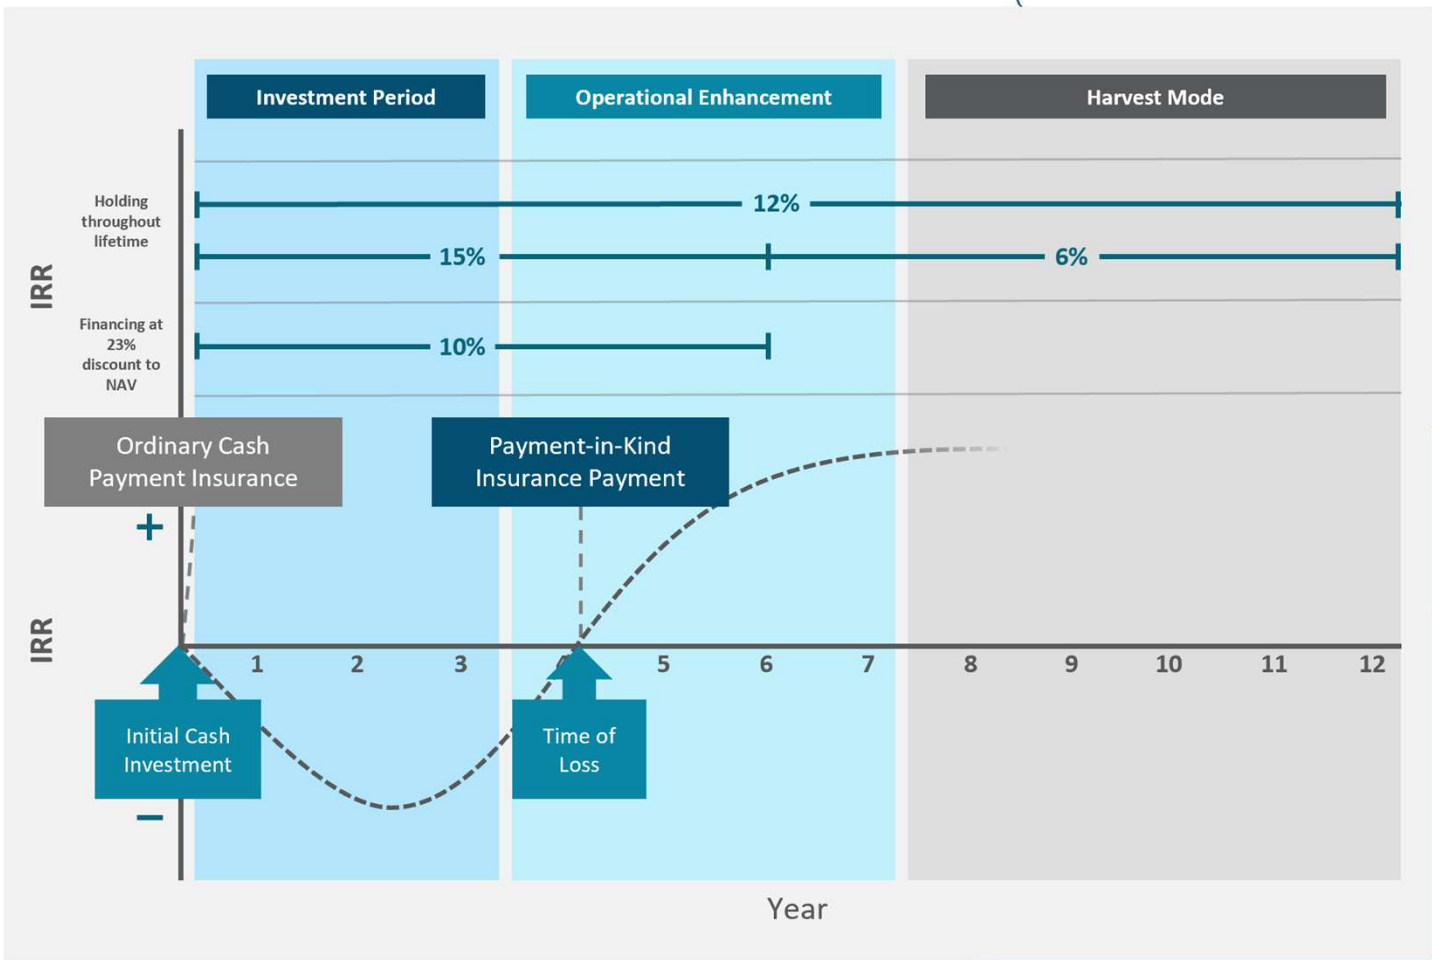 Investment Period
Operational Enhancement
Harvest Mode
IRR
Holding
throughout
lifetime
12%
15%
6%
Financing at
23%
discount to
NAV
10%
Ordinary Cash
Payment Insurance
Payment-in-Kind
Insurance Payment
+
IRR
1 2 3 5 6 7 8 9 10 11 12
Initial Cash
Investment
Time of
Loss
−
Year